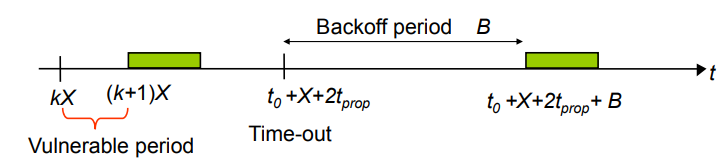 Backoff period B
t
kX (k+1)X t₀ +X+2tₚᵣₒₚ t₀ +X+2tₚᵣₒₚ+ B
Vulnerable period Time-out